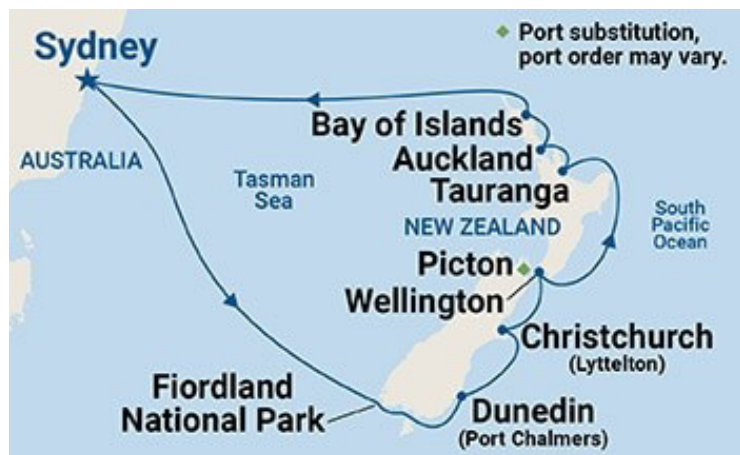 Sydney
Port substitution,
port order may vary.
Bay of Islands
AUSTRALIA
Auckland
Tasman
Sea
Tauranga
NEW ZEALAND
South
Pacific
Ocean
Picton
Wellington
Christchurch
(Lyttelton)
Fiordland
National Park
Dunedin
(Port Chalmers)